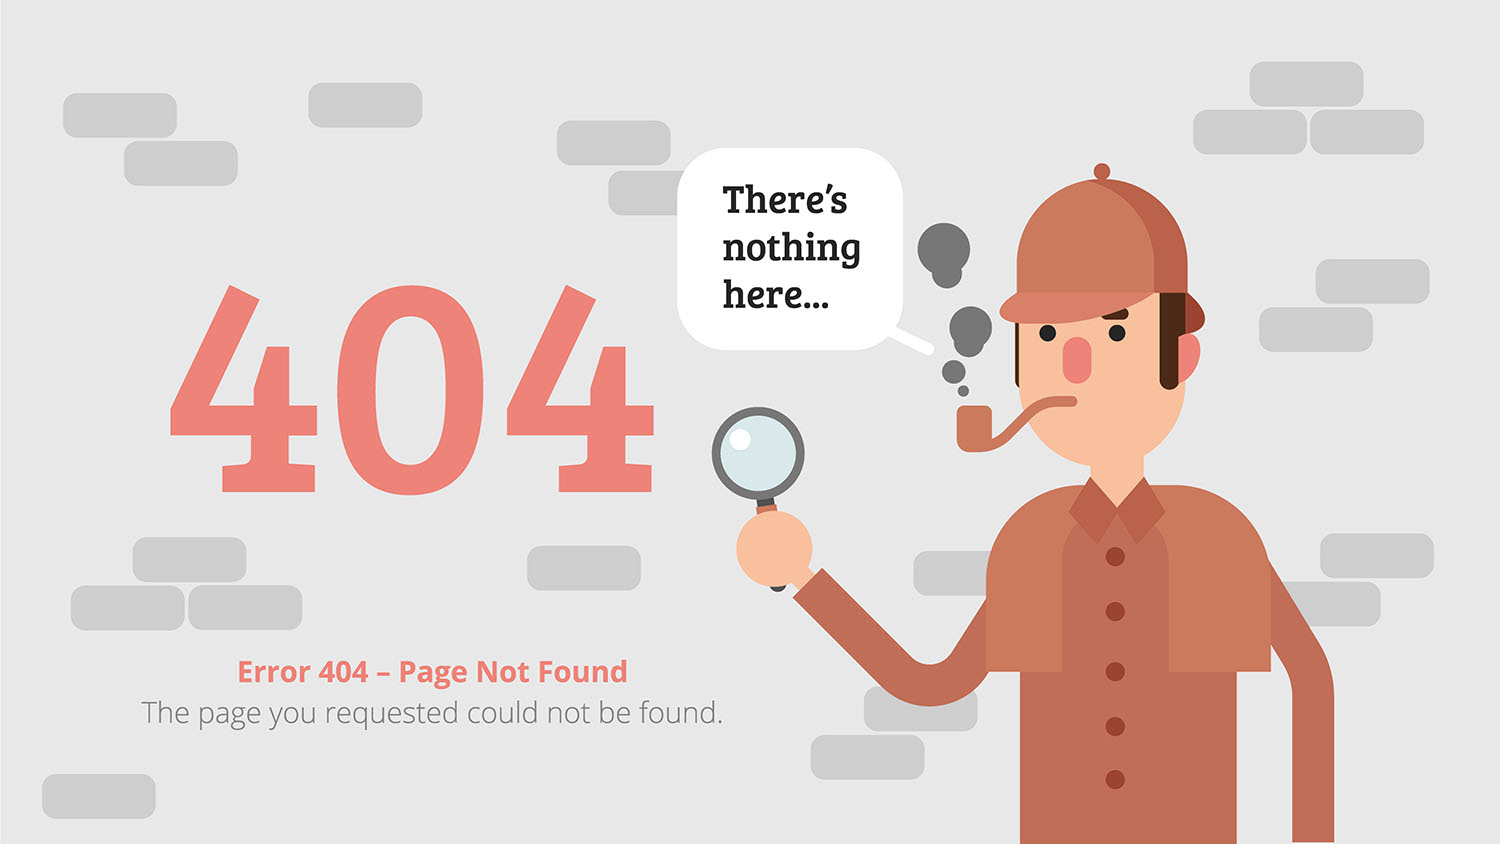 There’s
nothing
here...
404
Error 404 – Page Not Found
The page you requested could not be found.